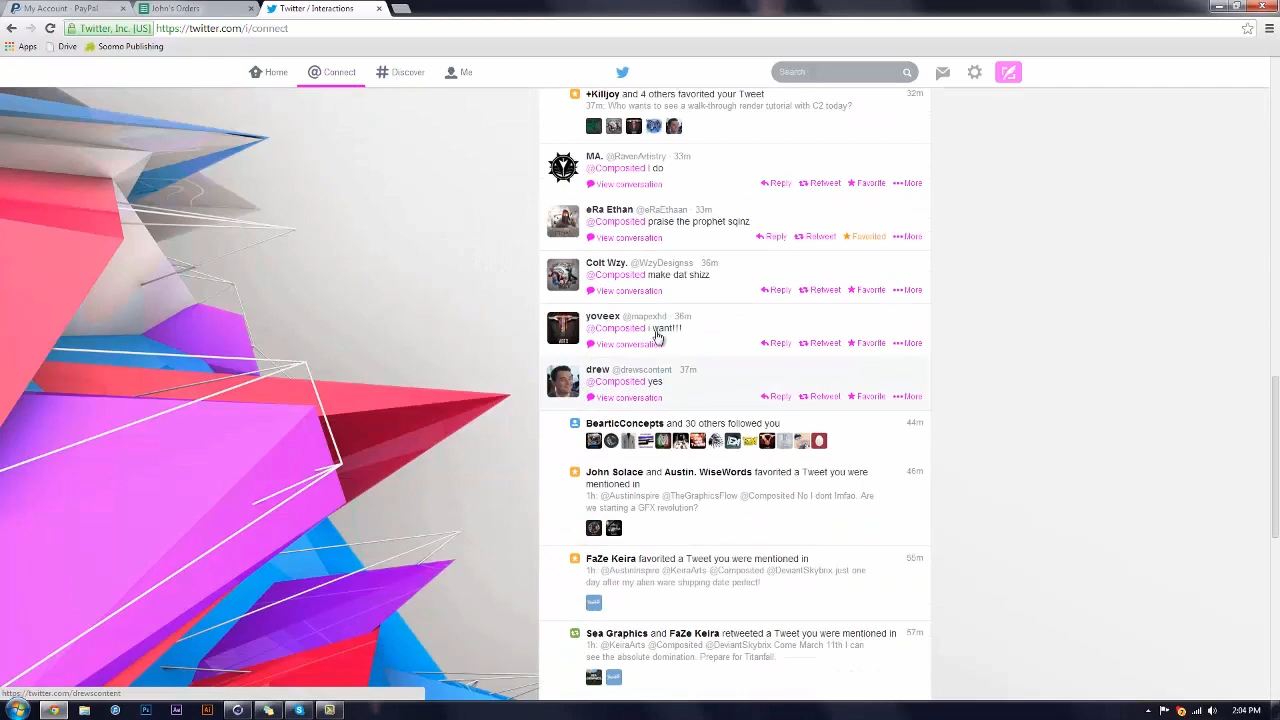 My Account - PayPal
John's Orders
Twitter / Interactions
Twitter, Inc. [US] https://twitter.com/i/connect
Apps Drive Soomo Publishing
Home @ Connect # Discover Me Search
+Killjoy and 4 others favorited your Tweet 32m
37m: Who wants to see a walk-through render tutorial with C2 today?
MA. @RavenArtistry · 33m
@Composited I do
View conversation Reply Retweet Favorite More
eRa Ethan @eRaEthaan · 33m
@Composited praise the prophet sqinz
View conversation Reply Retweet Favorited More
Colt Wzy. @WzyDesignss · 36m
@Composited make dat shizz
View conversation Reply Retweet Favorite More
yoveex @mapexhd · 36m
@Composited i want!!!
View conversation Reply Retweet Favorite More
drew @drewscontent · 37m
@Composited yes
View conversation Reply Retweet Favorite More
BearticConcepts and 30 others followed you 44m
John Solace and Austin. WiseWords favorited a Tweet you were 46m
mentioned in
1h: @AustinInspire @TheGraphicsFlow @Composited No I dont lmfao. Are
we starting a GFX revolution?
FaZe Keira favorited a Tweet you were mentioned in 55m
1h: @AustinInspire @KeiraArts @Composited @DeviantSkybrix just one
day after my alien ware shipping date perfect!
Sea Graphics and FaZe Keira retweeted a Tweet you were mentioned in 57m
1h: @KeiraArts @Composited @DeviantSkybrix Come March 11th I can
see the absolute domination. Prepare for Titanfall.
https://twitter.com/drewscontent
2:04 PM